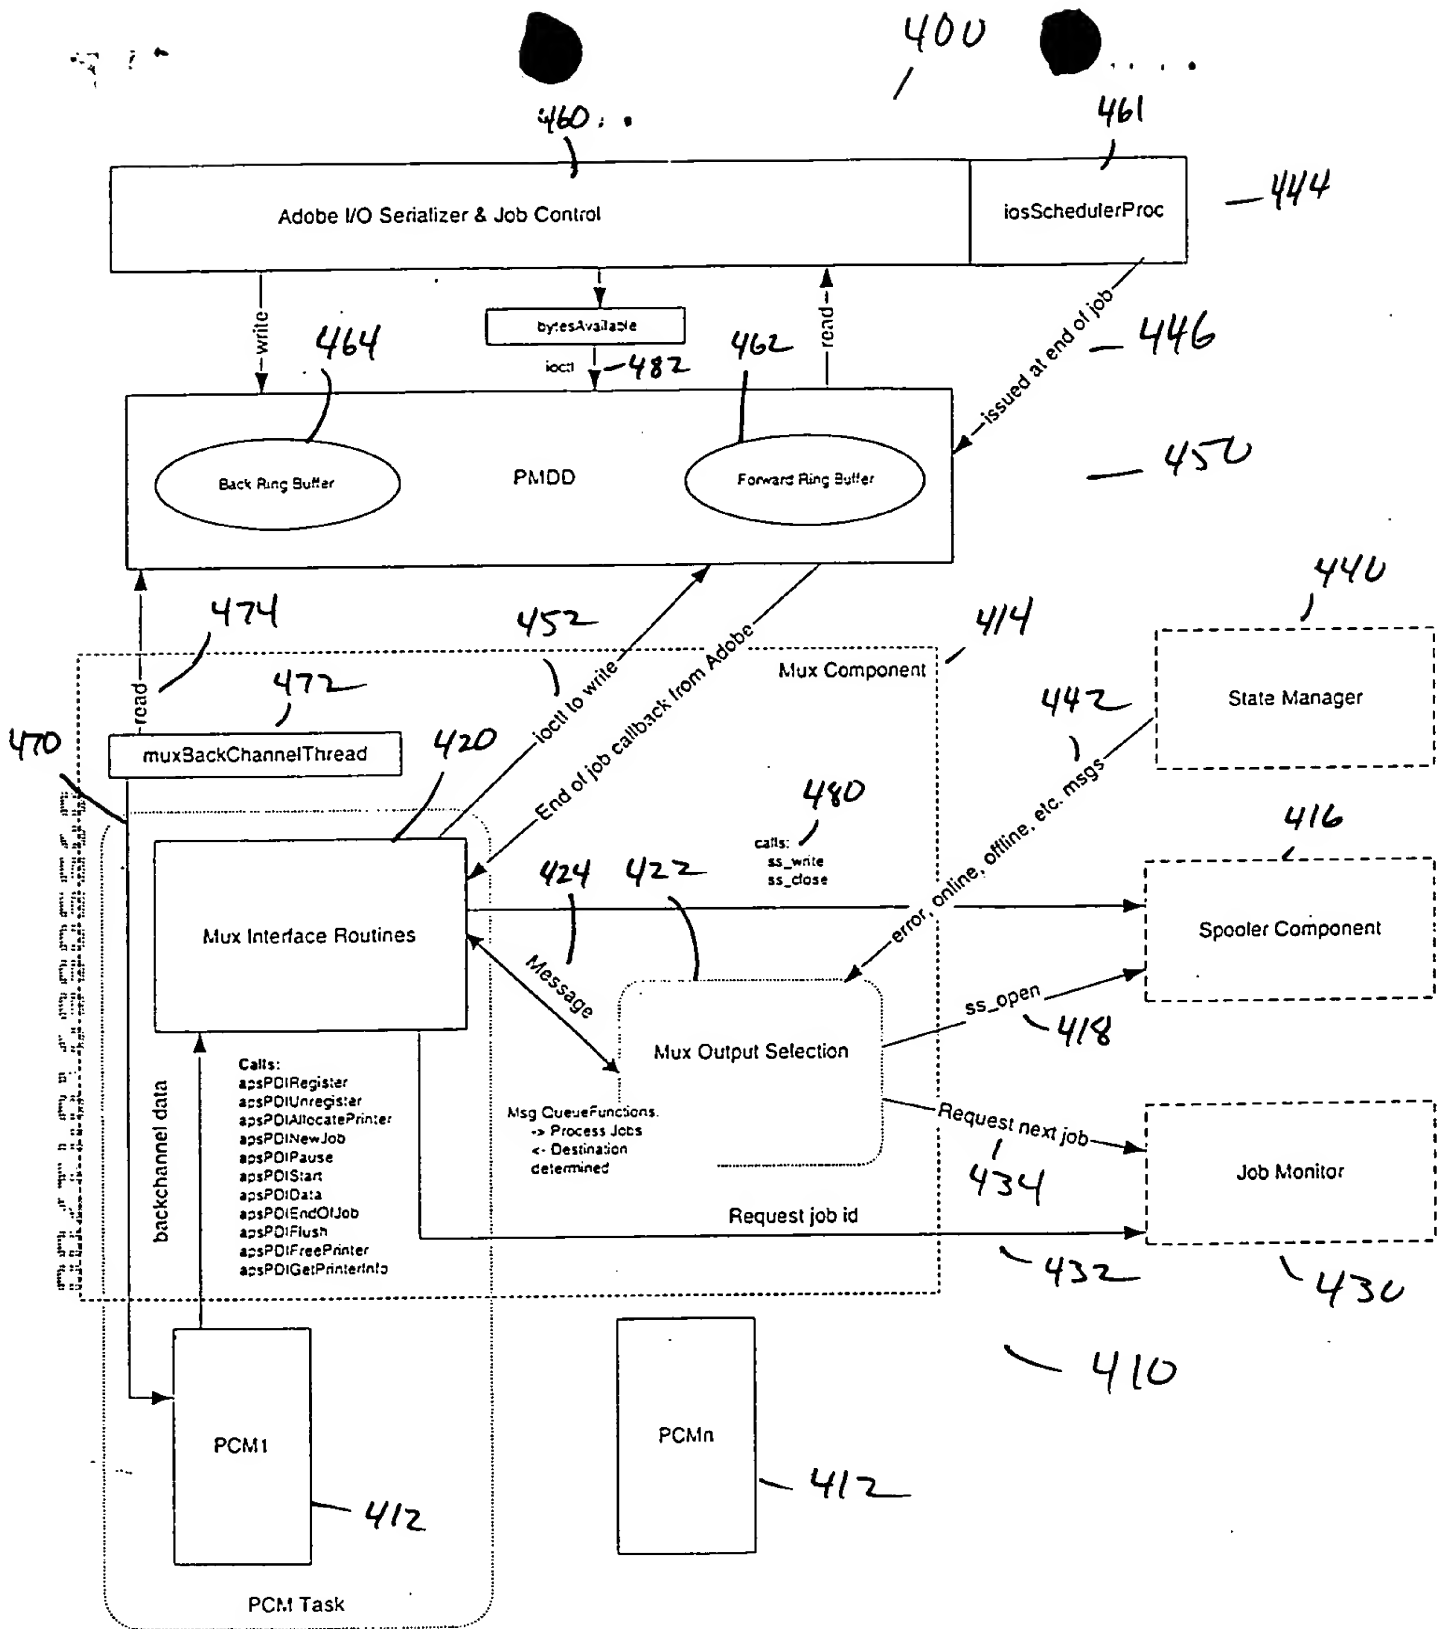 400
460
461
Adobe I/O Serializer & Job Control
iosSchedulerProc
444
write
bytesAvailable
read
issued at end of job
446
464
ioctl
482
462
Back Ring Buffer
PMDD
Forward Ring Buffer
450
440
474
452
414
read
472
Mux Component
442
State Manager
470
muxBackChannelThread
420
ioctl to write
End of job callback from Adobe
error, online, offline, etc. msgs
480
416
calls:
ss_write
ss_close
424
422
Mux Interface Routines
Message
Spooler Component
ss_open
418
Mux Output Selection
backchannel data
Calls:
apsPDIRegister
apsPDIUnregister
apsPDIAllocatePrinter
apsPDINewJob
apsPDIPause
apsPDIStart
apsPDIData
apsPDIEndOfJob
apsPDIFlush
apsPDIFreePrinter
apsPDIGetPrinterInfo
Msg QueueFunctions.
-> Process Jobs
<- Destination
determined
Request next job
434
Job Monitor
Request job id
432
430
410
PCM1
PCMn
412
412
PCM Task